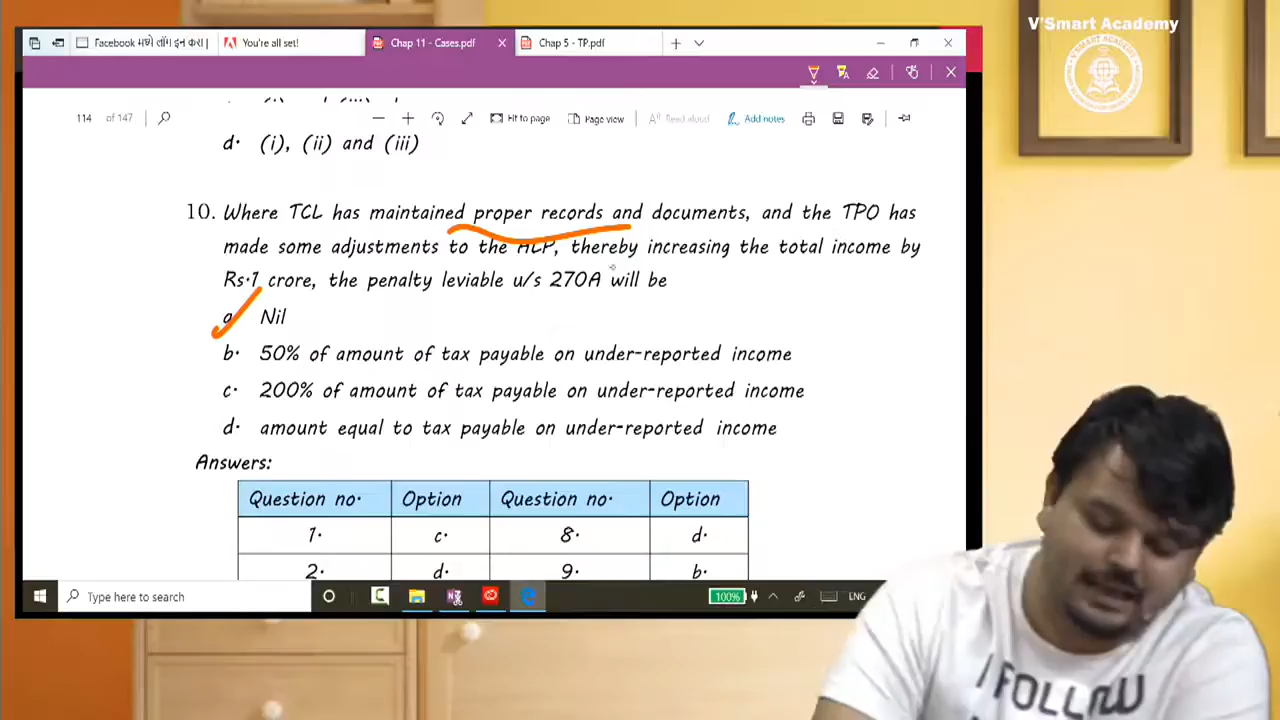 V'Smart Academy
Facebook मध्ये लॉग इन करा |
You're all set!
Chap 11 - Cases.pdf
Chap 5 - TP.pdf
114 of 147
Fit to page
Page view
Read aloud
Add notes
d. (i), (ii) and (iii)
10. Where TCL has maintained proper records and documents, and the TPO has
made some adjustments to the ALP, thereby increasing the total income by
Rs.1 crore, the penalty leviable u/s 270A will be
a. Nil
b. 50% of amount of tax payable on under-reported income
c. 200% of amount of tax payable on under-reported income
d. amount equal to tax payable on under-reported income
Answers:
Question no. Option Question no. Option
1. c. 8. d.
2. d. 9. b.
Type here to search
100%
ENG
I FOLLOW